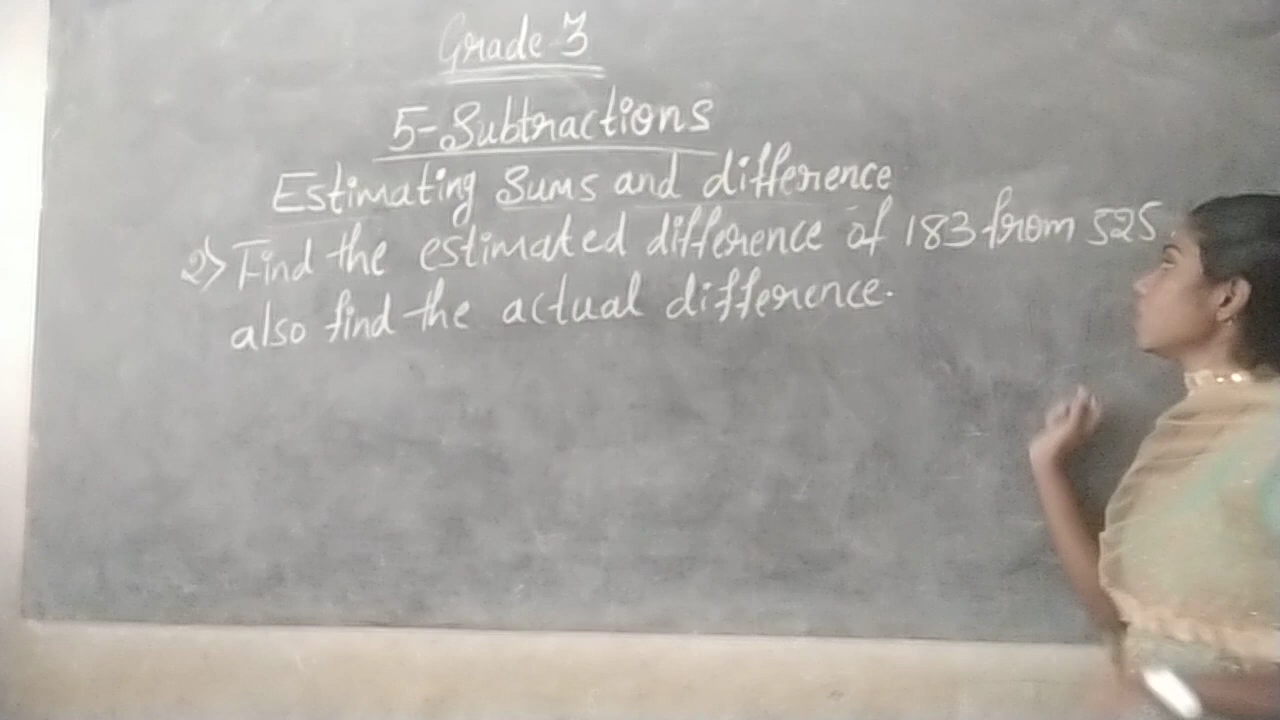 Grade 3
5-Subtractions
Estimating Sums and difference
2> Find the estimated difference of 183 from 525.
also find the actual difference.